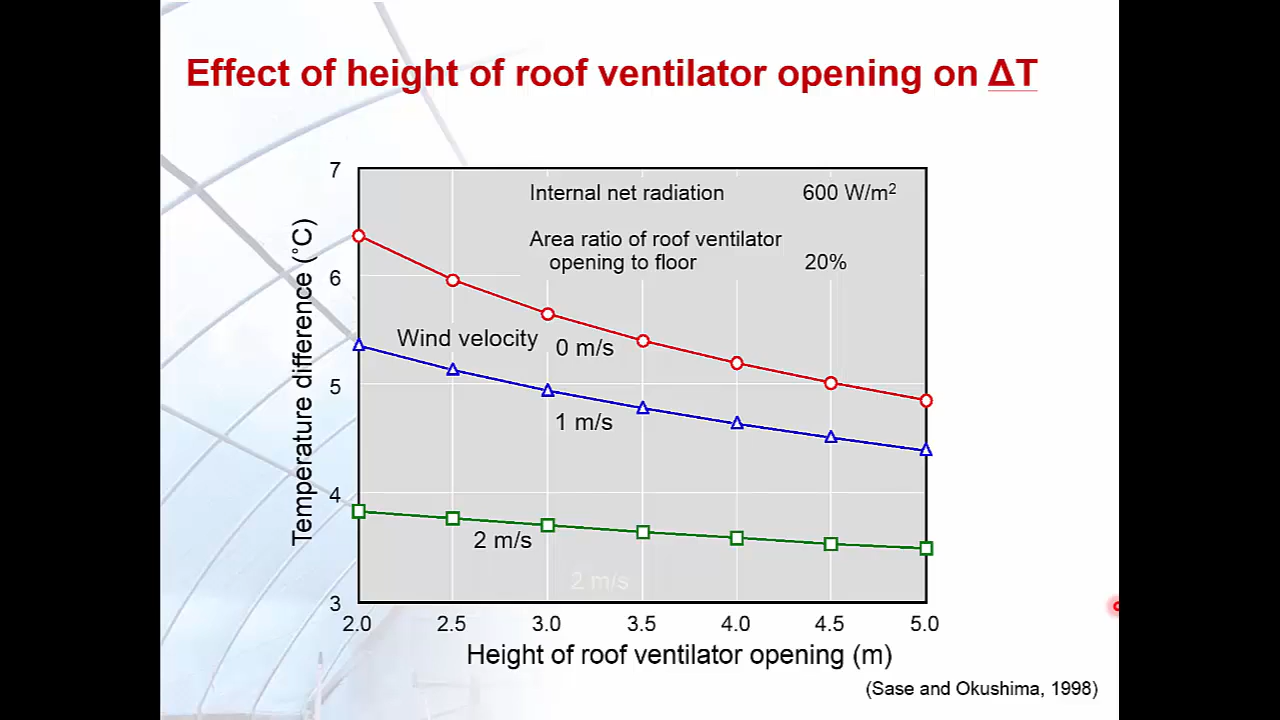 Effect of height of roof ventilator opening on ΔT
7
6
5
4
3
Temperature difference (˚C)
Internal net radiation 600 W/m²
Area ratio of roof ventilator
opening to floor 20%
Wind velocity
0 m/s
1 m/s
2 m/s
2 m/s
2.0 2.5 3.0 3.5 4.0 4.5 5.0
Height of roof ventilator opening (m)
(Sase and Okushima, 1998)